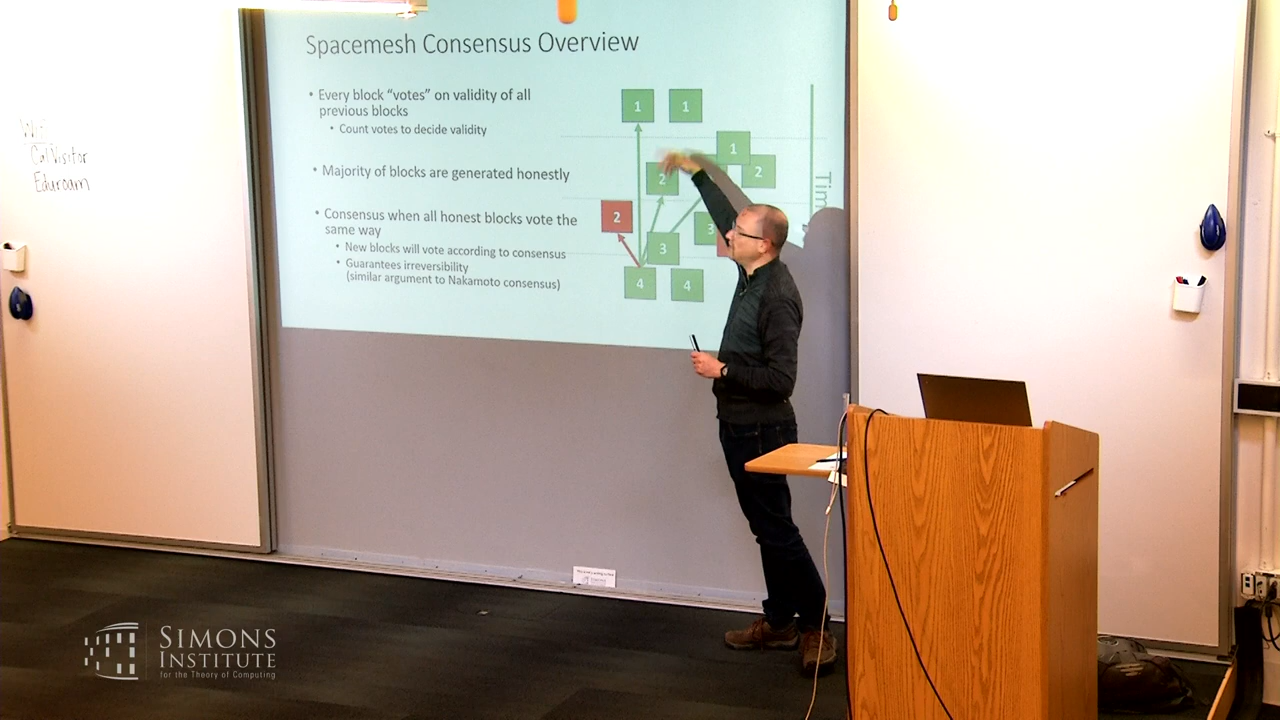 Spacemesh Consensus Overview
• Every block "votes" on validity of all
previous blocks
• Count votes to decide validity
• Majority of blocks are generated honestly
• Consensus when all honest blocks vote the
same way
• New blocks will vote according to consensus
• Guarantees irreversibility
(similar argument to Nakamoto consensus)
1 1
1
2 2
2
3 3
4 4
Tim
Wifi
CalVisitor
Eduroam
SIMONS
INSTITUTE
for the Theory of Computing